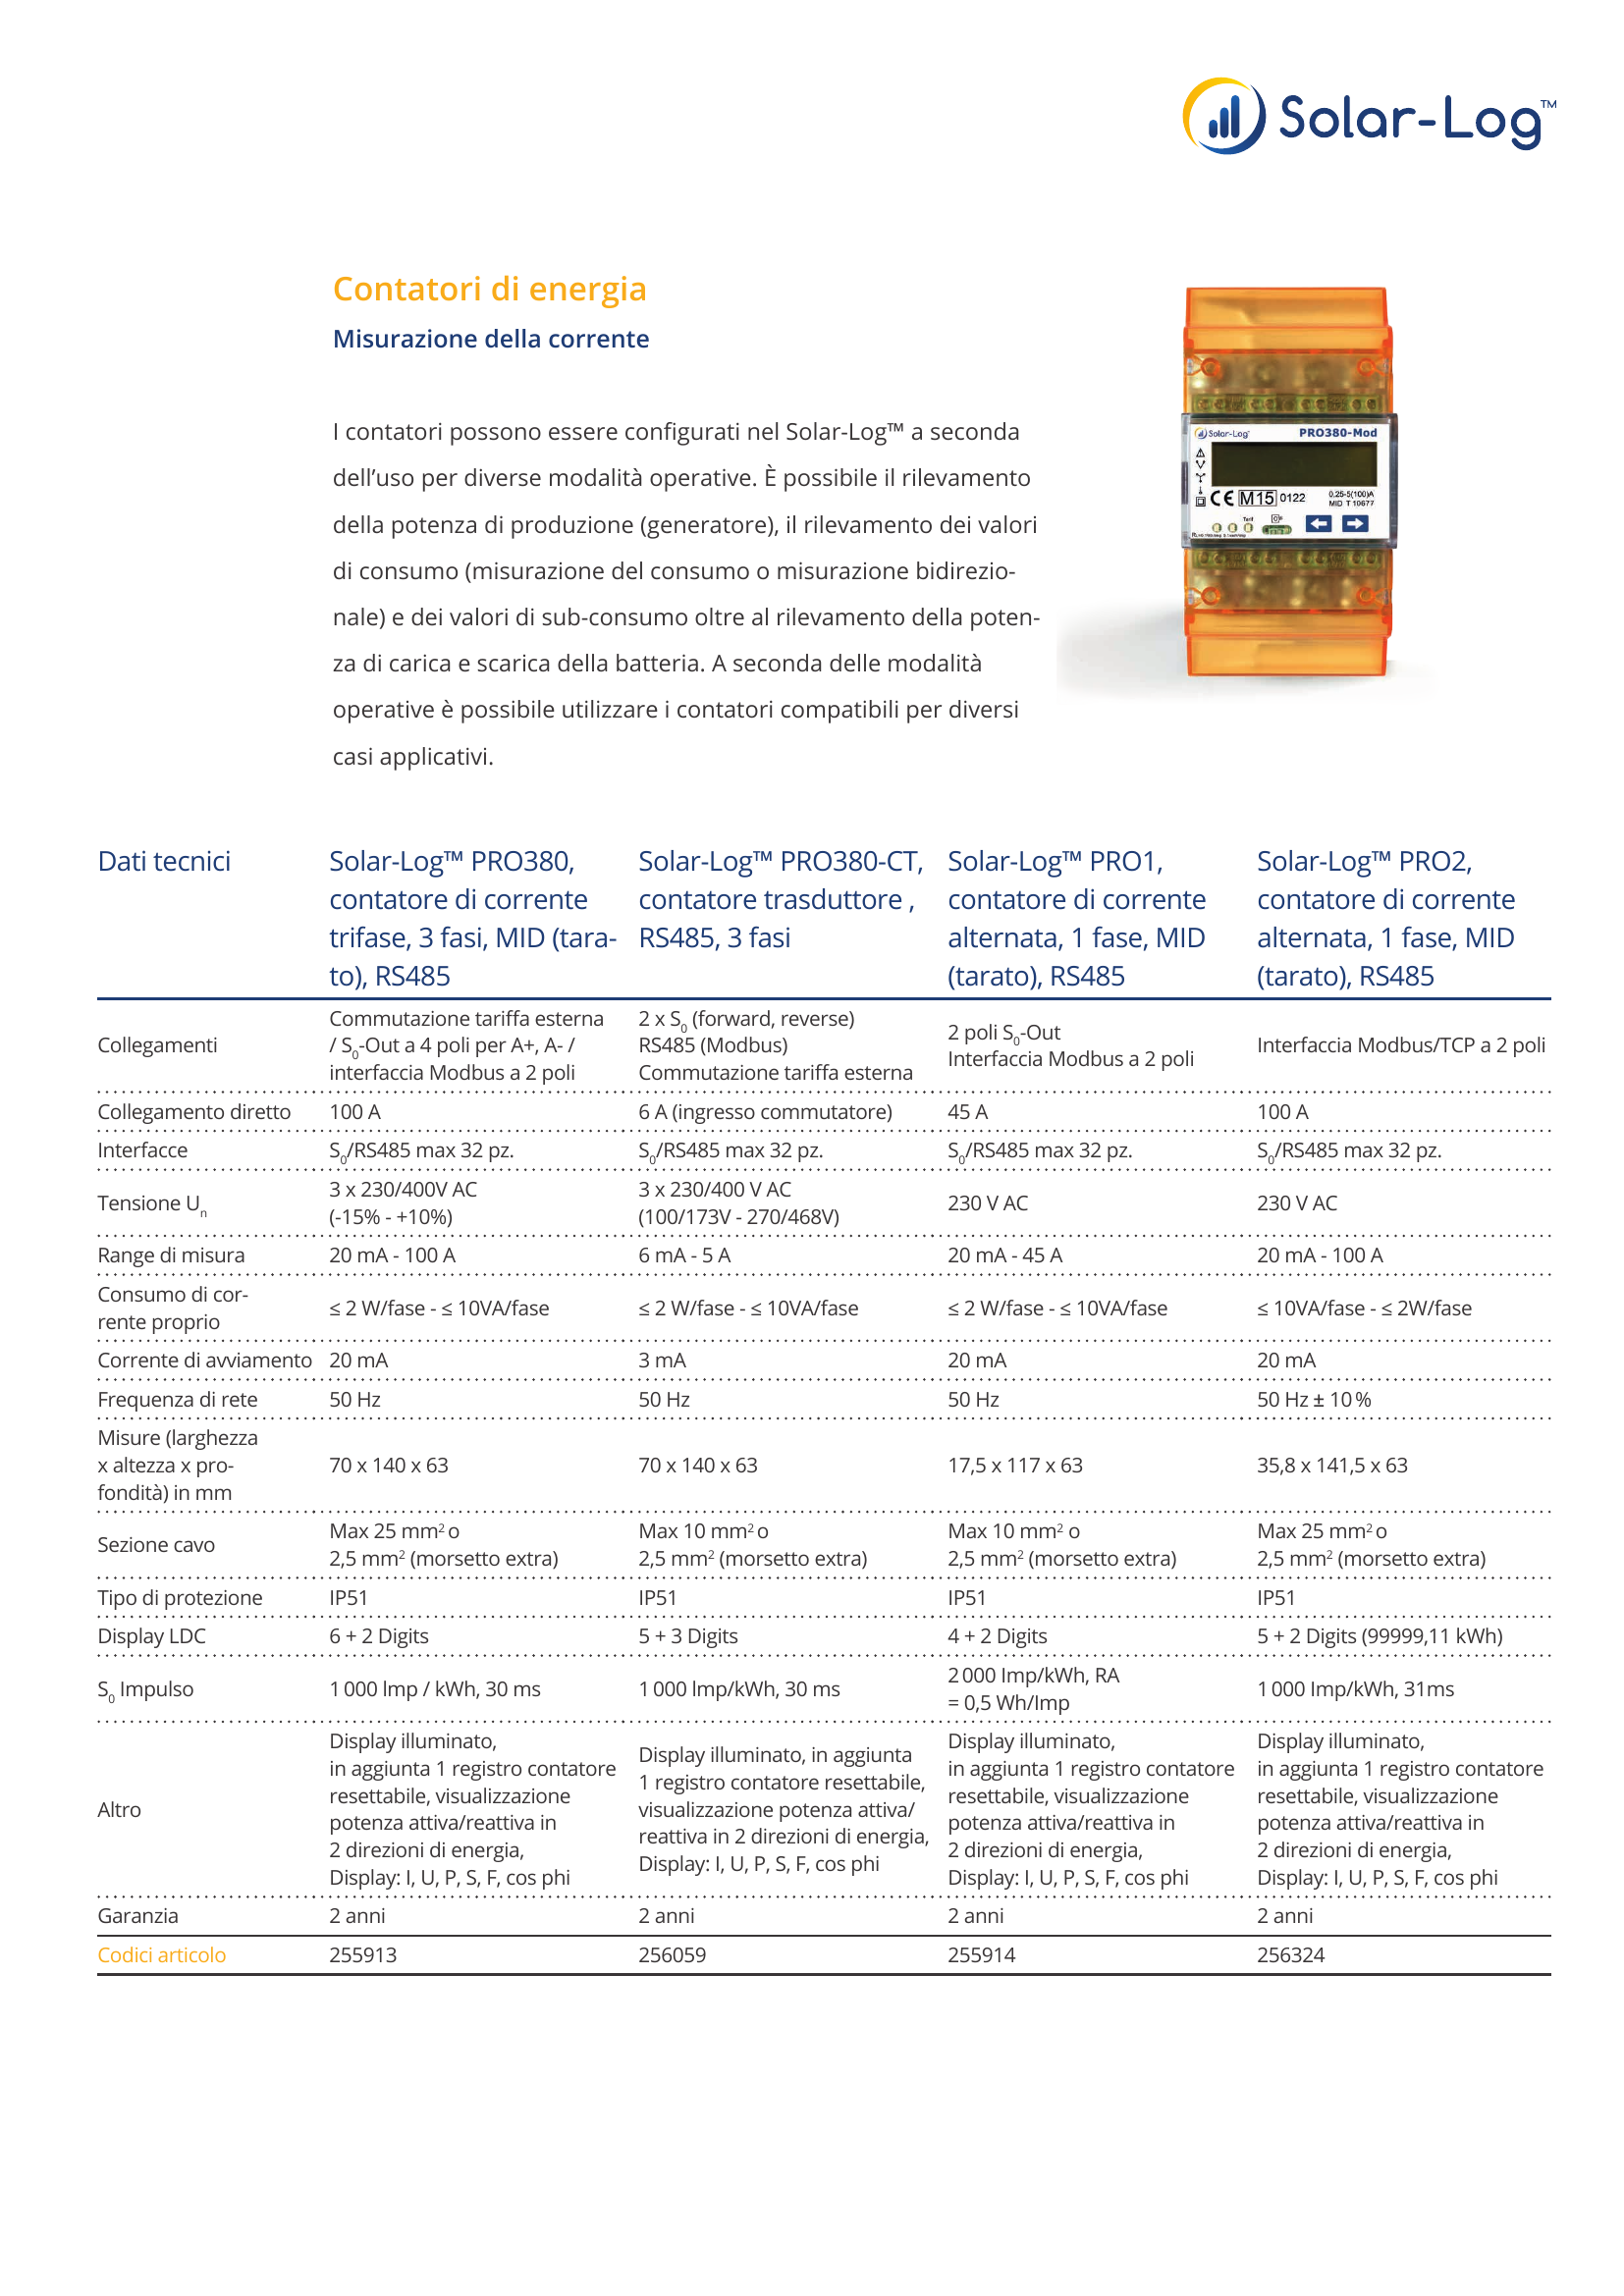 Solar-Log™
Contatori di energia
Misurazione della corrente
I contatori possono essere configurati nel Solar-Log™ a seconda
dell’uso per diverse modalità operative. È possibile il rilevamento
della potenza di produzione (generatore), il rilevamento dei valori
di consumo (misurazione del consumo o misurazione bidirezio-
nale) e dei valori di sub-consumo oltre al rilevamento della poten-
za di carica e scarica della batteria. A seconda delle modalità
operative è possibile utilizzare i contatori compatibili per diversi
casi applicativi.
Solar-Log™ PRO380-Mod
CE M15 0122 0,25-5(100)A
MID T 10677
Tarif
Dati tecnici Solar-Log™ PRO380, Solar-Log™ PRO380-CT, Solar-Log™ PRO1, Solar-Log™ PRO2,
contatore di corrente contatore trasduttore , contatore di corrente contatore di corrente
trifase, 3 fasi, MID (tara- RS485, 3 fasi alternata, 1 fase, MID alternata, 1 fase, MID
to), RS485 (tarato), RS485 (tarato), RS485
Collegamenti
Commutazione tariffa esterna
/ S0-Out a 4 poli per A+, A- /
interfaccia Modbus a 2 poli
2 x S0 (forward, reverse)
RS485 (Modbus)
Commutazione tariffa esterna
2 poli S0-Out
Interfaccia Modbus a 2 poli
Interfaccia Modbus/TCP a 2 poli
Collegamento diretto 100 A 6 A (ingresso commutatore) 45 A 100 A
Interfacce S0/RS485 max 32 pz. S0/RS485 max 32 pz. S0/RS485 max 32 pz. S0/RS485 max 32 pz.
Tensione Un
3 x 230/400V AC
(-15% - +10%)
3 x 230/400 V AC
(100/173V - 270/468V)
230 V AC
230 V AC
Range di misura 20 mA - 100 A 6 mA - 5 A 20 mA - 45 A 20 mA - 100 A
Consumo di cor-
rente proprio
≤ 2 W/fase - ≤ 10VA/fase ≤ 2 W/fase - ≤ 10VA/fase ≤ 2 W/fase - ≤ 10VA/fase ≤ 10VA/fase - ≤ 2W/fase
Corrente di avviamento 20 mA 3 mA 20 mA 20 mA
Frequenza di rete 50 Hz 50 Hz 50 Hz 50 Hz ± 10 %
Misure (larghezza
x altezza x pro-
fondità) in mm
70 x 140 x 63 70 x 140 x 63 17,5 x 117 x 63 35,8 x 141,5 x 63
Sezione cavo
Max 25 mm² o
2,5 mm² (morsetto extra)
Max 10 mm² o
2,5 mm² (morsetto extra)
Max 10 mm² o
2,5 mm² (morsetto extra)
Max 25 mm² o
2,5 mm² (morsetto extra)
Tipo di protezione IP51 IP51 IP51 IP51
Display LDC 6 + 2 Digits 5 + 3 Digits 4 + 2 Digits 5 + 2 Digits (99999,11 kWh)
S0 Impulso
1 000 Imp / kWh, 30 ms
1 000 Imp/kWh, 30 ms
2 000 Imp/kWh, RA
= 0,5 Wh/Imp
1 000 Imp/kWh, 31ms
Altro
Display illuminato,
in aggiunta 1 registro contatore
resettabile, visualizzazione
potenza attiva/reattiva in
2 direzioni di energia,
Display: I, U, P, S, F, cos phi
Display illuminato, in aggiunta
1 registro contatore resettabile,
visualizzazione potenza attiva/
reattiva in 2 direzioni di energia,
Display: I, U, P, S, F, cos phi
Display illuminato,
in aggiunta 1 registro contatore
resettabile, visualizzazione
potenza attiva/reattiva in
2 direzioni di energia,
Display: I, U, P, S, F, cos phi
Display illuminato,
in aggiunta 1 registro contatore
resettabile, visualizzazione
potenza attiva/reattiva in
2 direzioni di energia,
Display: I, U, P, S, F, cos phi
Garanzia 2 anni 2 anni 2 anni 2 anni
Codici articolo 255913 256059 255914 256324